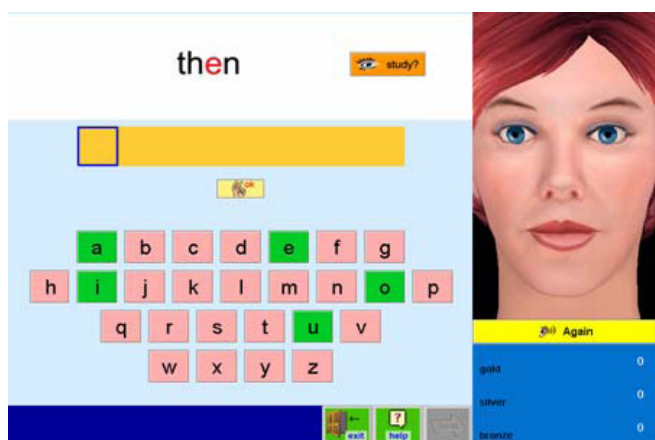 then
study?
ok
a b c d e f g
h i j k l m n o p
q r s t u v
w x y z
Again
gold 0
silver 0
bronze 0
exit
?
help